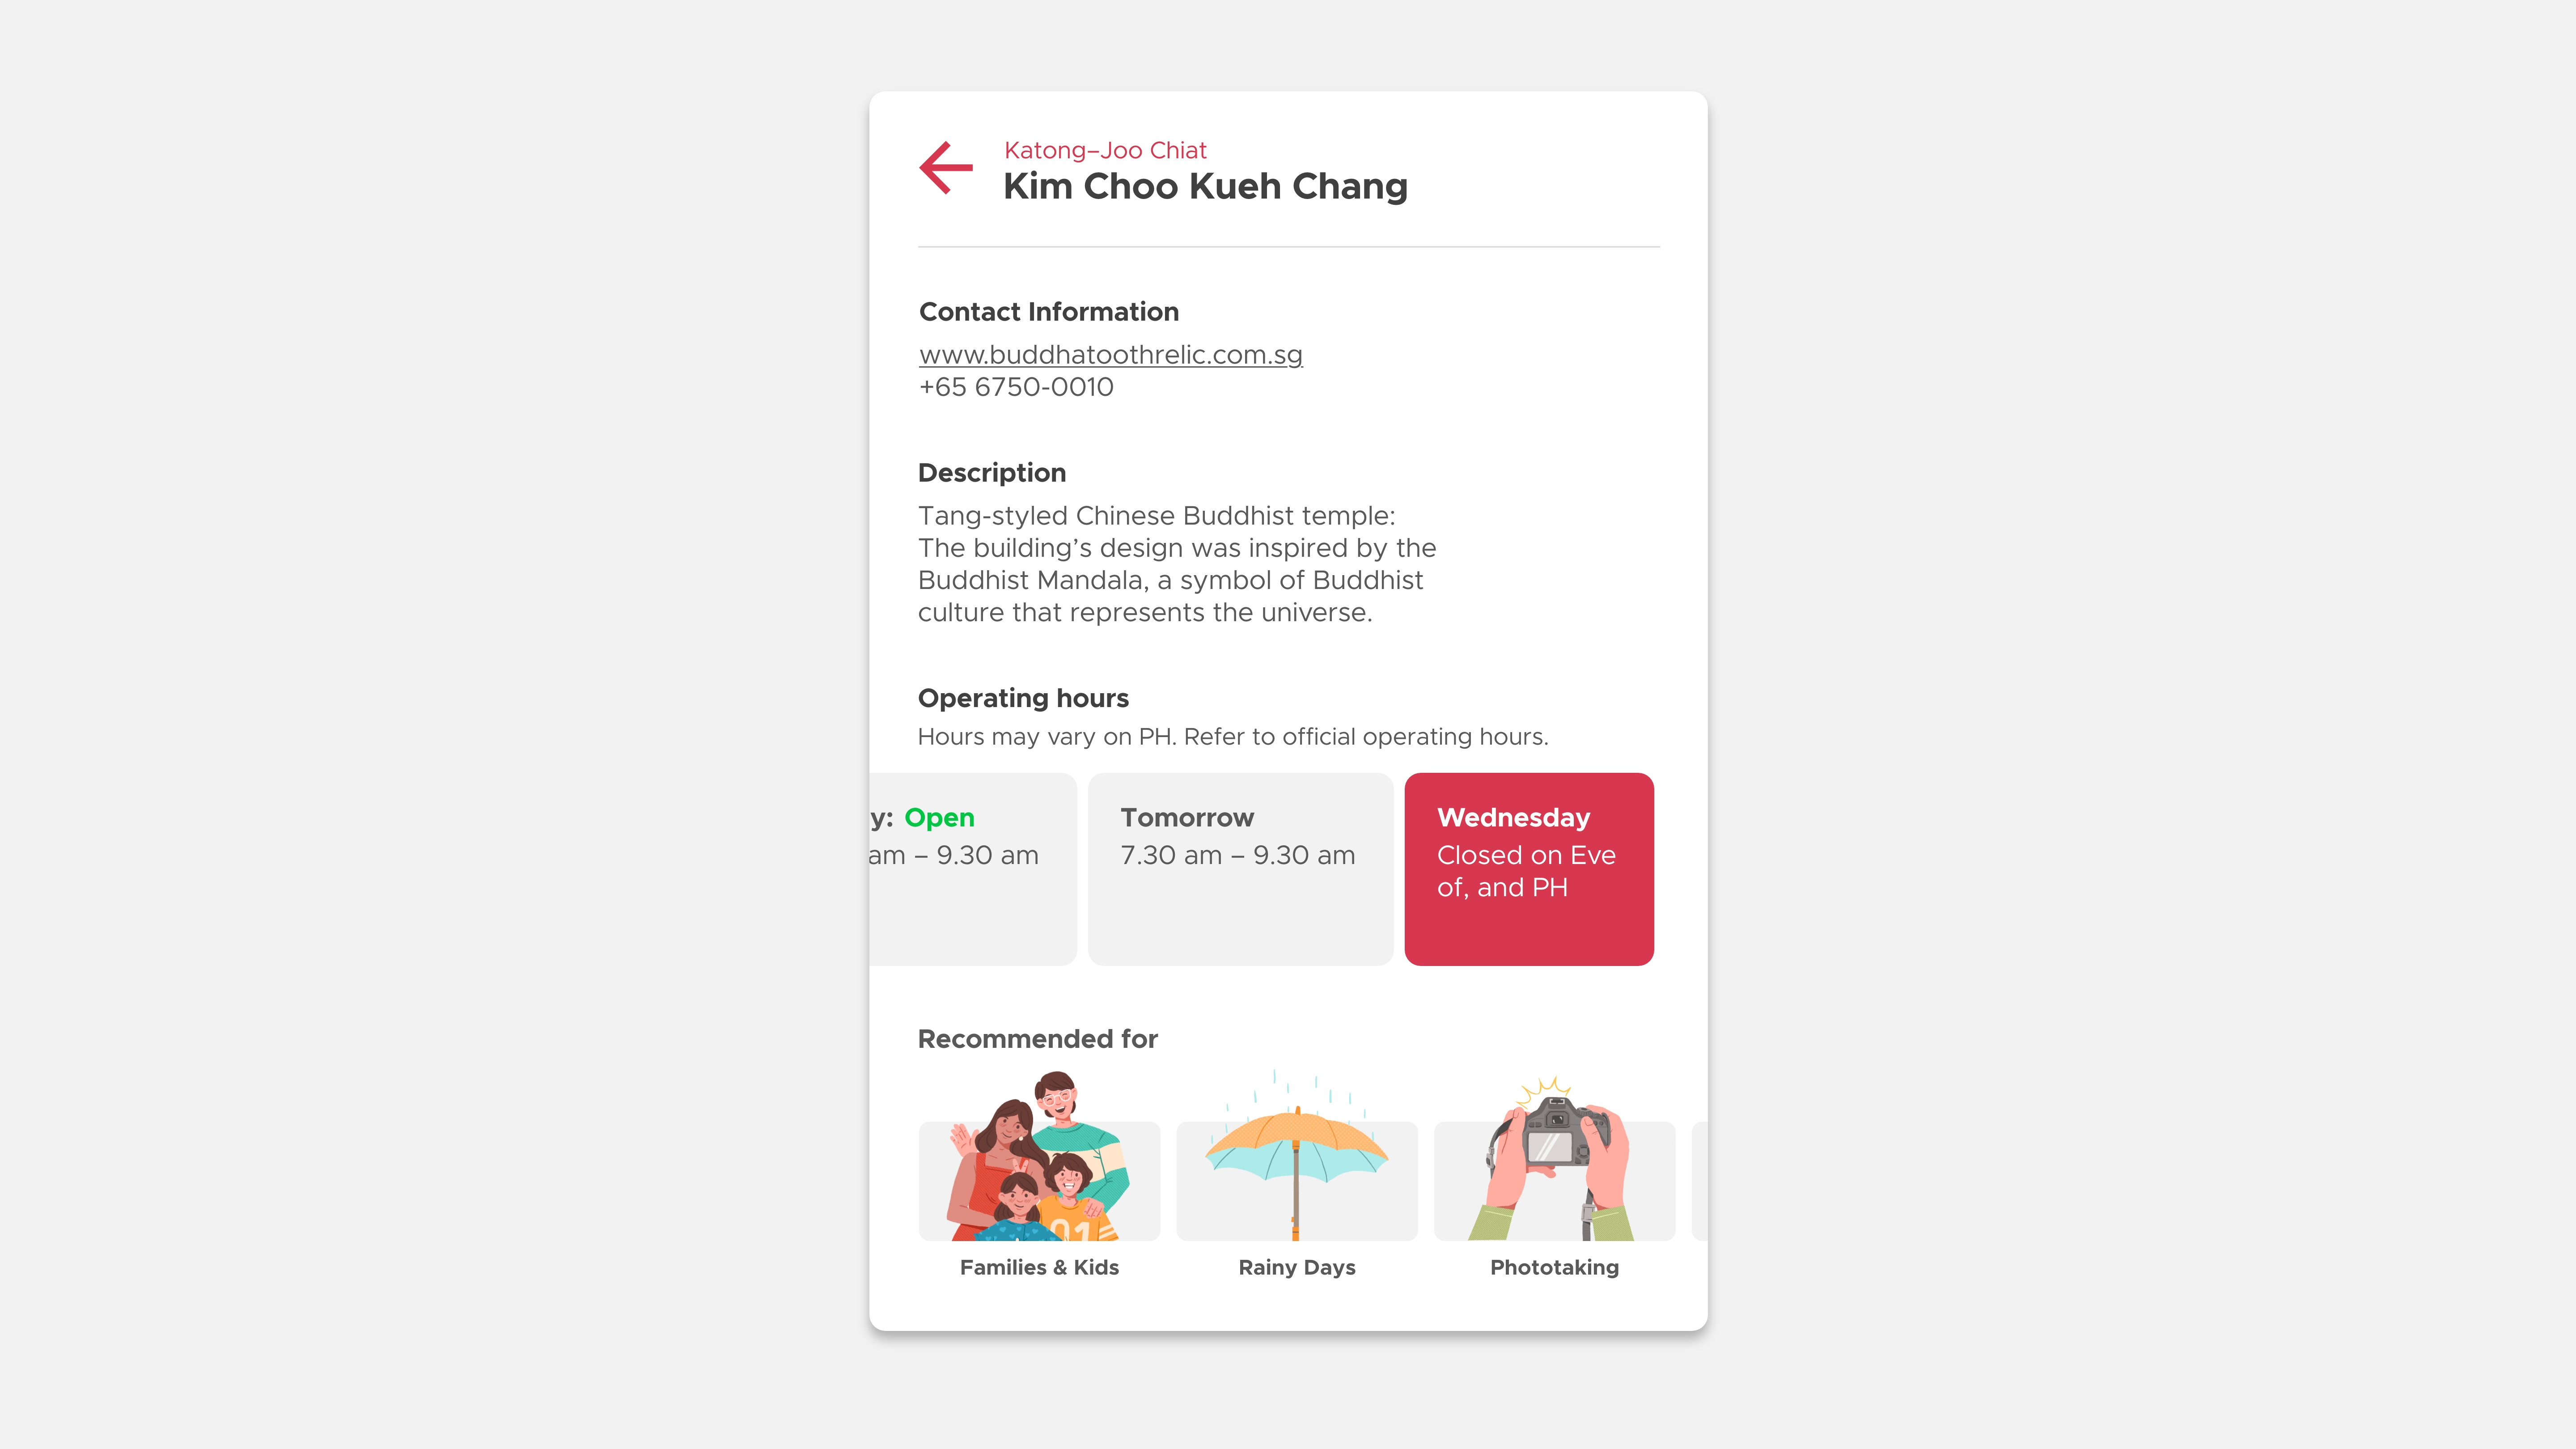 Katong–Joo Chiat
Kim Choo Kueh Chang
Contact Information
www.buddhatoothrelic.com.sg
+65 6750-0010
Description
Tang-styled Chinese Buddhist temple:
The building’s design was inspired by the
Buddhist Mandala, a symbol of Buddhist
culture that represents the universe.
Operating hours
Hours may vary on PH. Refer to official operating hours.
y: Open
am – 9.30 am
Tomorrow
7.30 am – 9.30 am
Wednesday
Closed on Eve
of, and PH
Recommended for
01
Families & Kids
Rainy Days
Phototaking